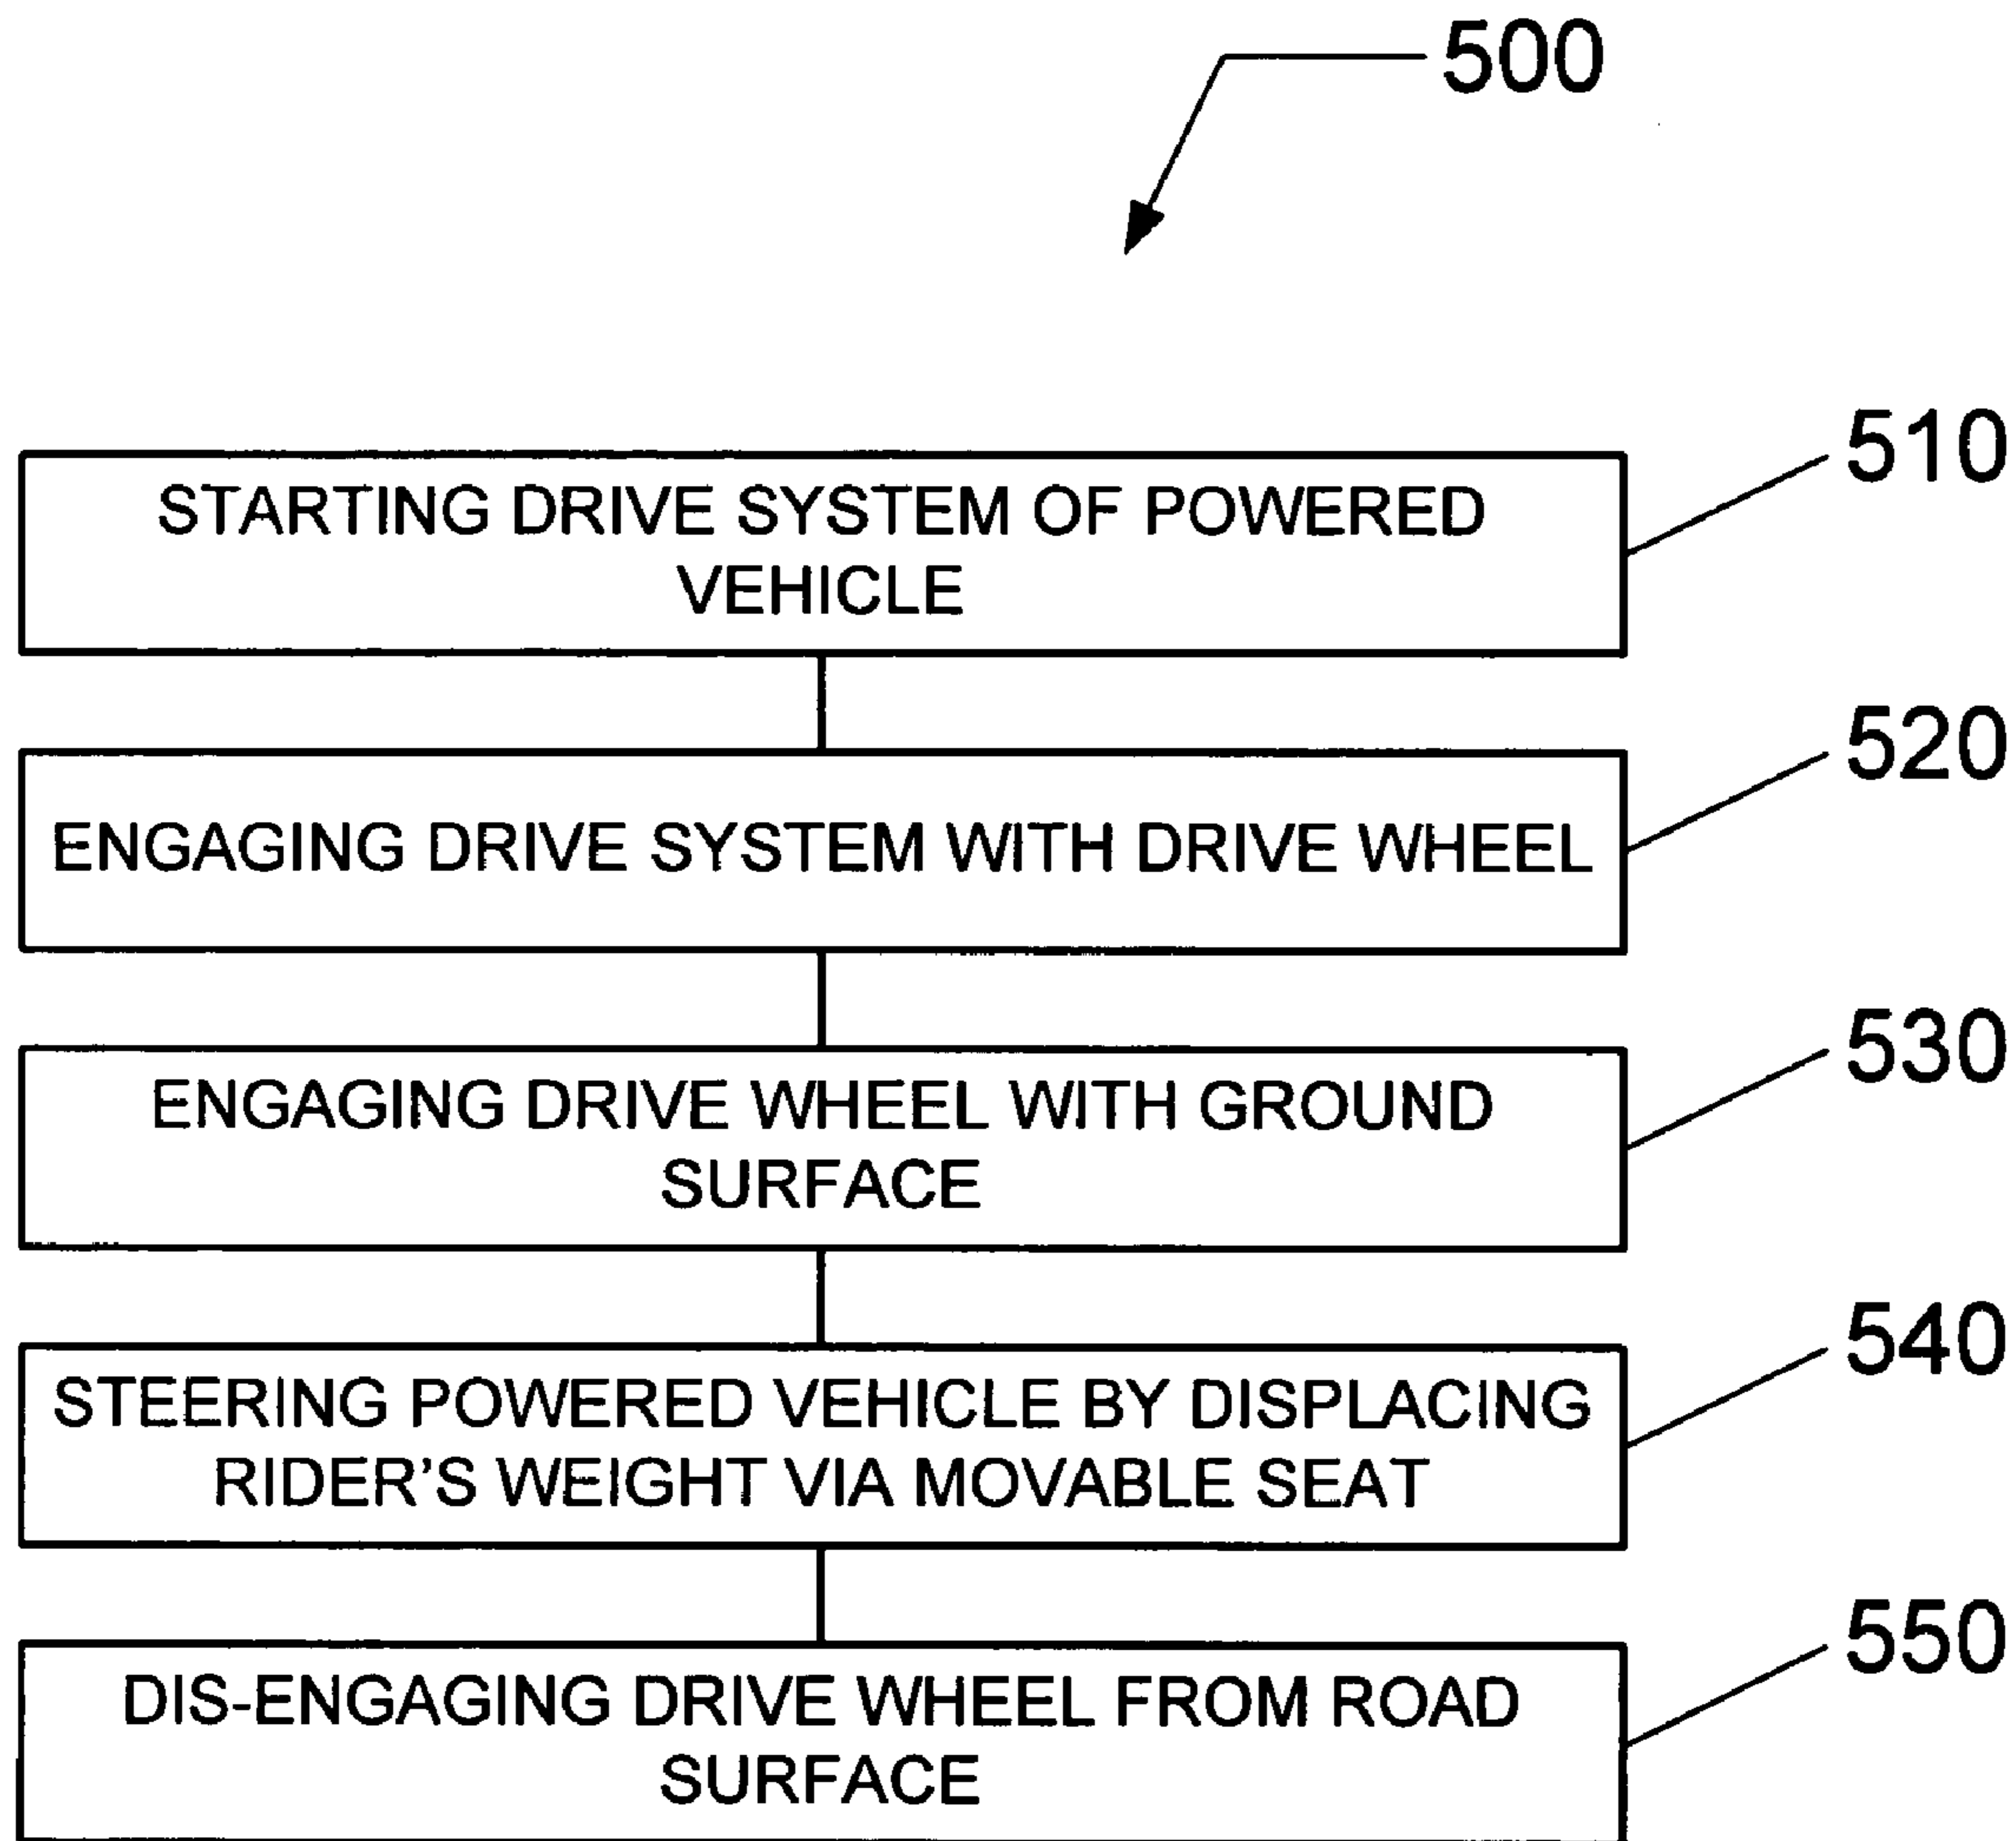 500
510
STARTING DRIVE SYSTEM OF POWERED
VEHICLE
520
ENGAGING DRIVE SYSTEM WITH DRIVE WHEEL
530
ENGAGING DRIVE WHEEL WITH GROUND
SURFACE
540
STEERING POWERED VEHICLE BY DISPLACING
RIDER'S WEIGHT VIA MOVABLE SEAT
550
DIS-ENGAGING DRIVE WHEEL FROM ROAD
SURFACE